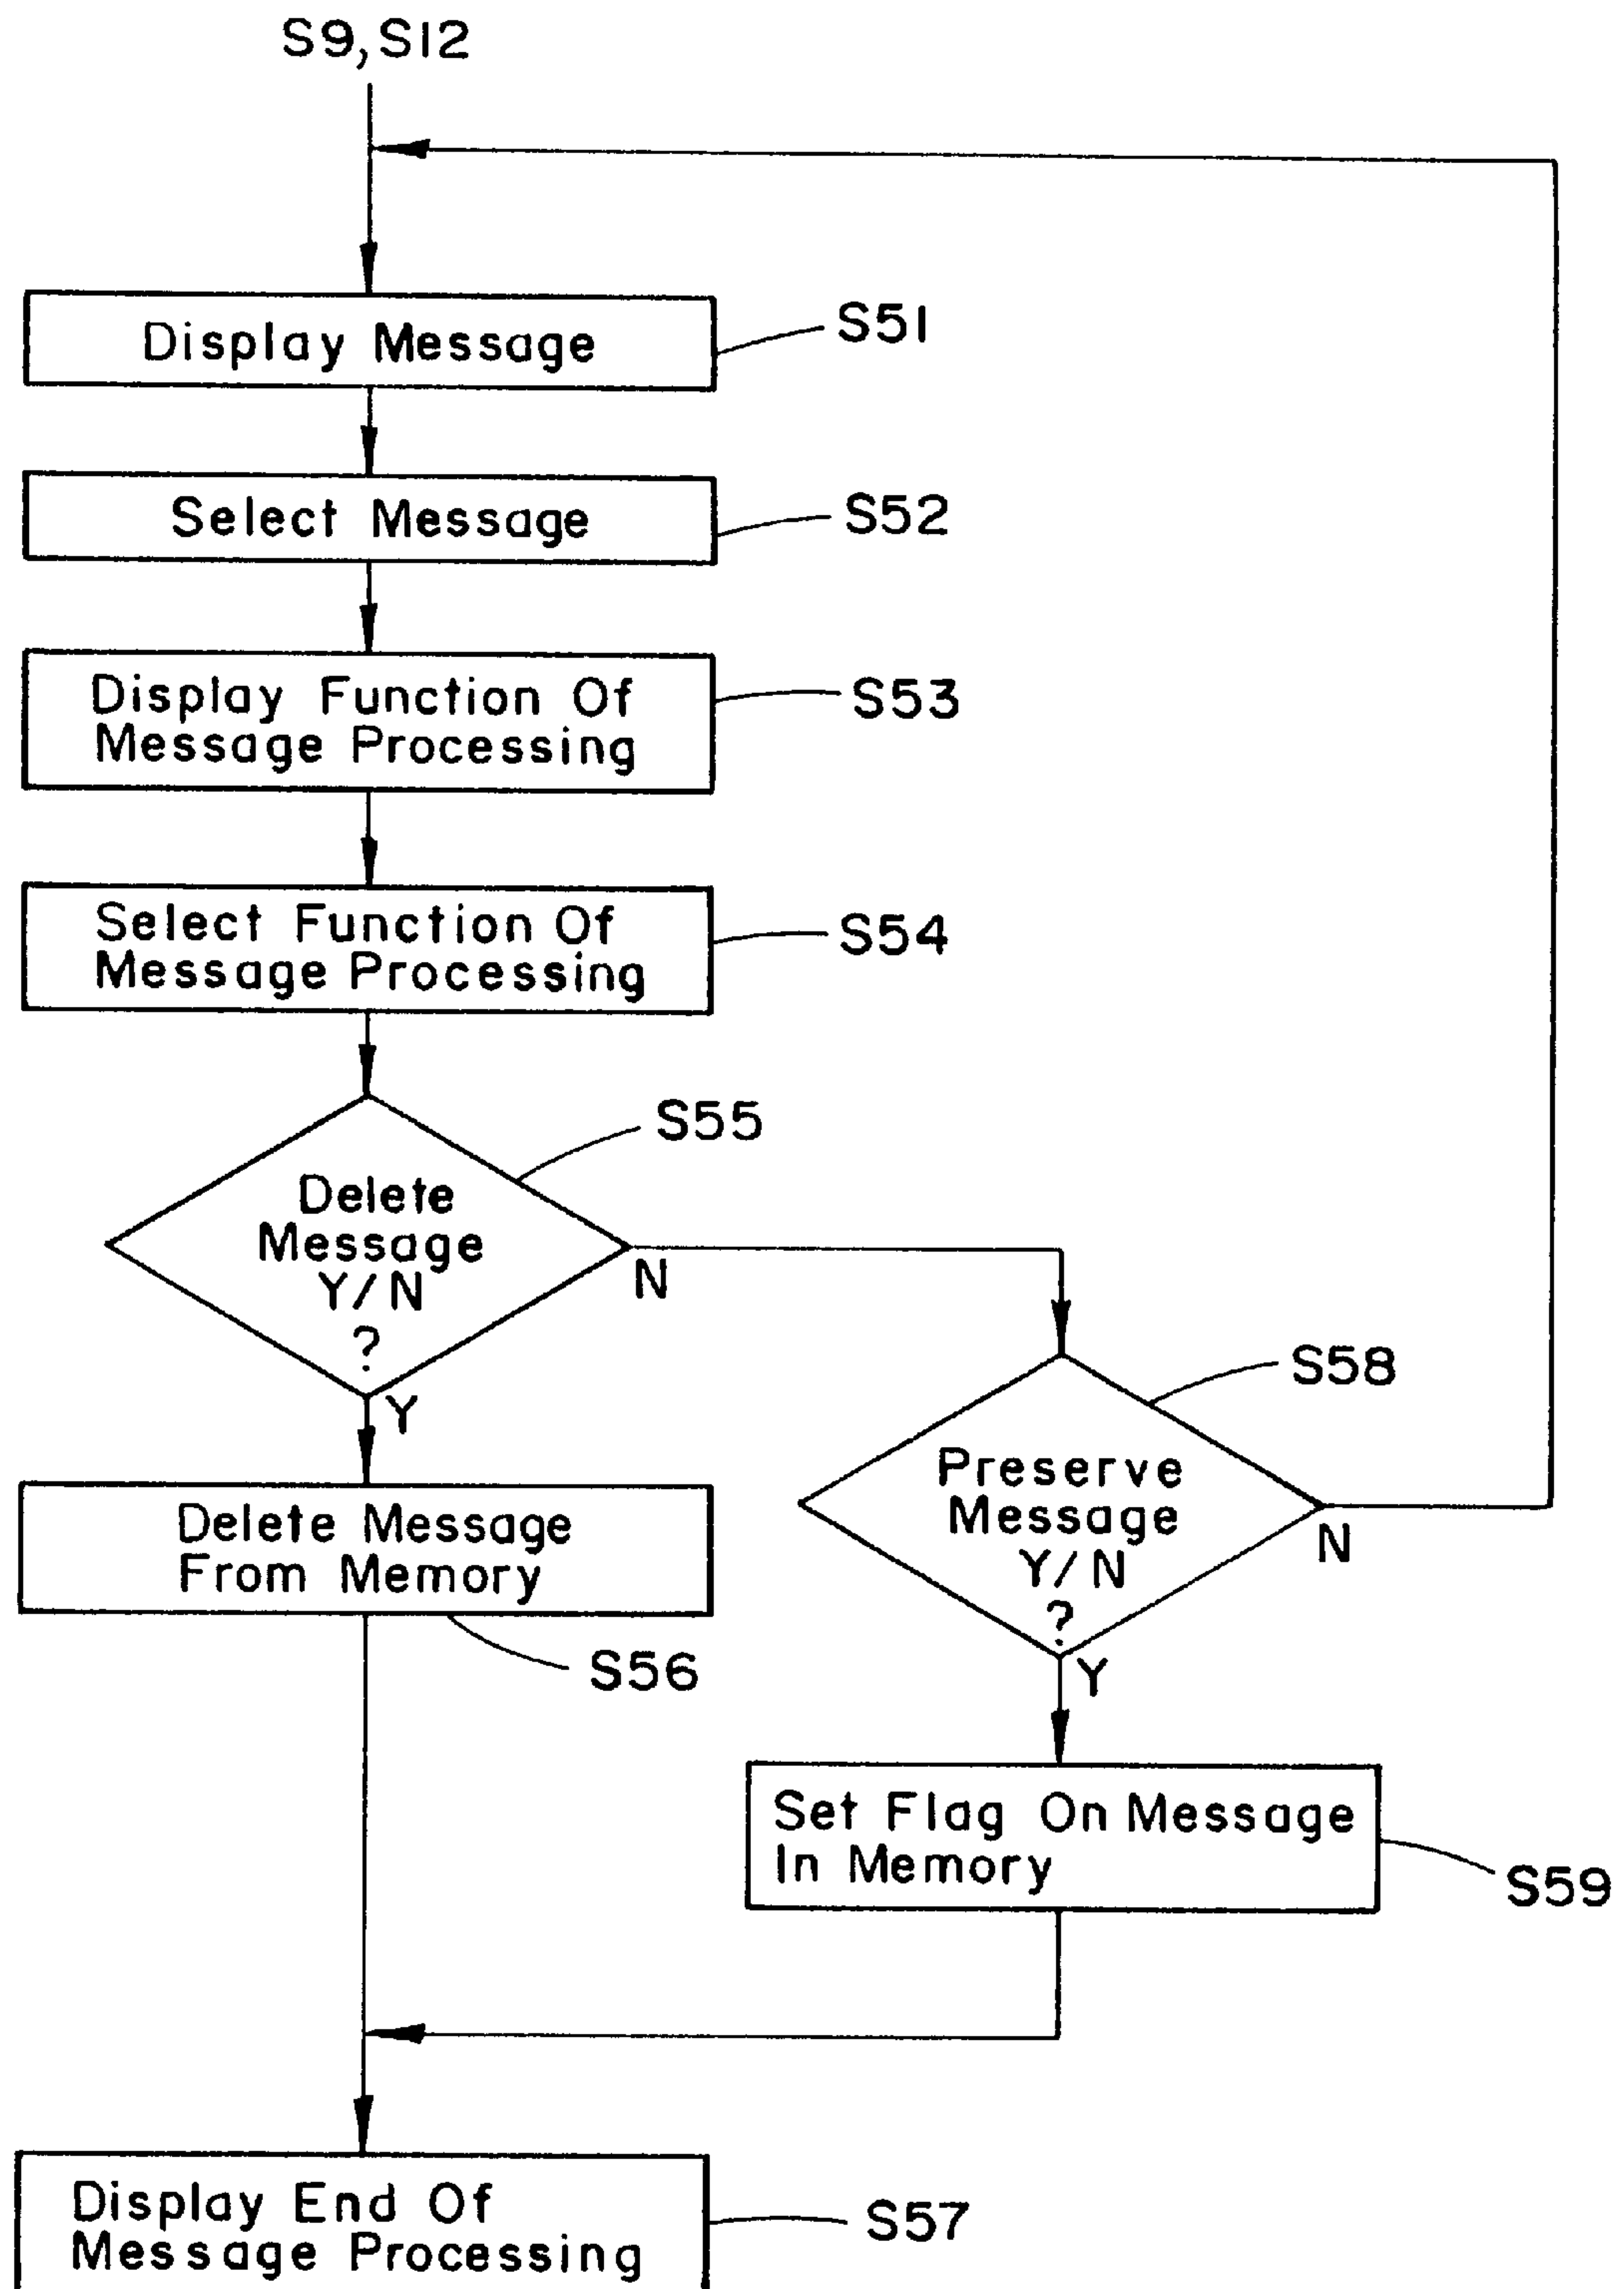 S9,S12
Display Message
S51
Select Message
S52
Display Function Of
Message Processing
S53
Select Function Of
Message Processing
S54
Delete
Message
Y/N
?
S55
N
Y
Delete Message
From Memory
S56
Preserve
Message
Y/N
?
S58
N
Y
Set Flag On Message
In Memory
S59
Display End Of
Message Processing
S57